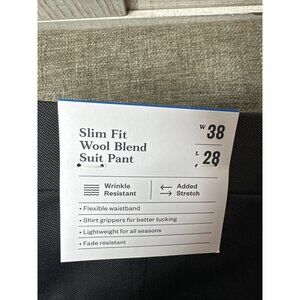 Slim Fit
Wool Blend
Suit Pant
W 38
L 28
Wrinkle
Resistant
Added
Stretch
• Flexible waistband
• Shirt grippers for better tucking
• Lightweight for all seasons
• Fade resistant